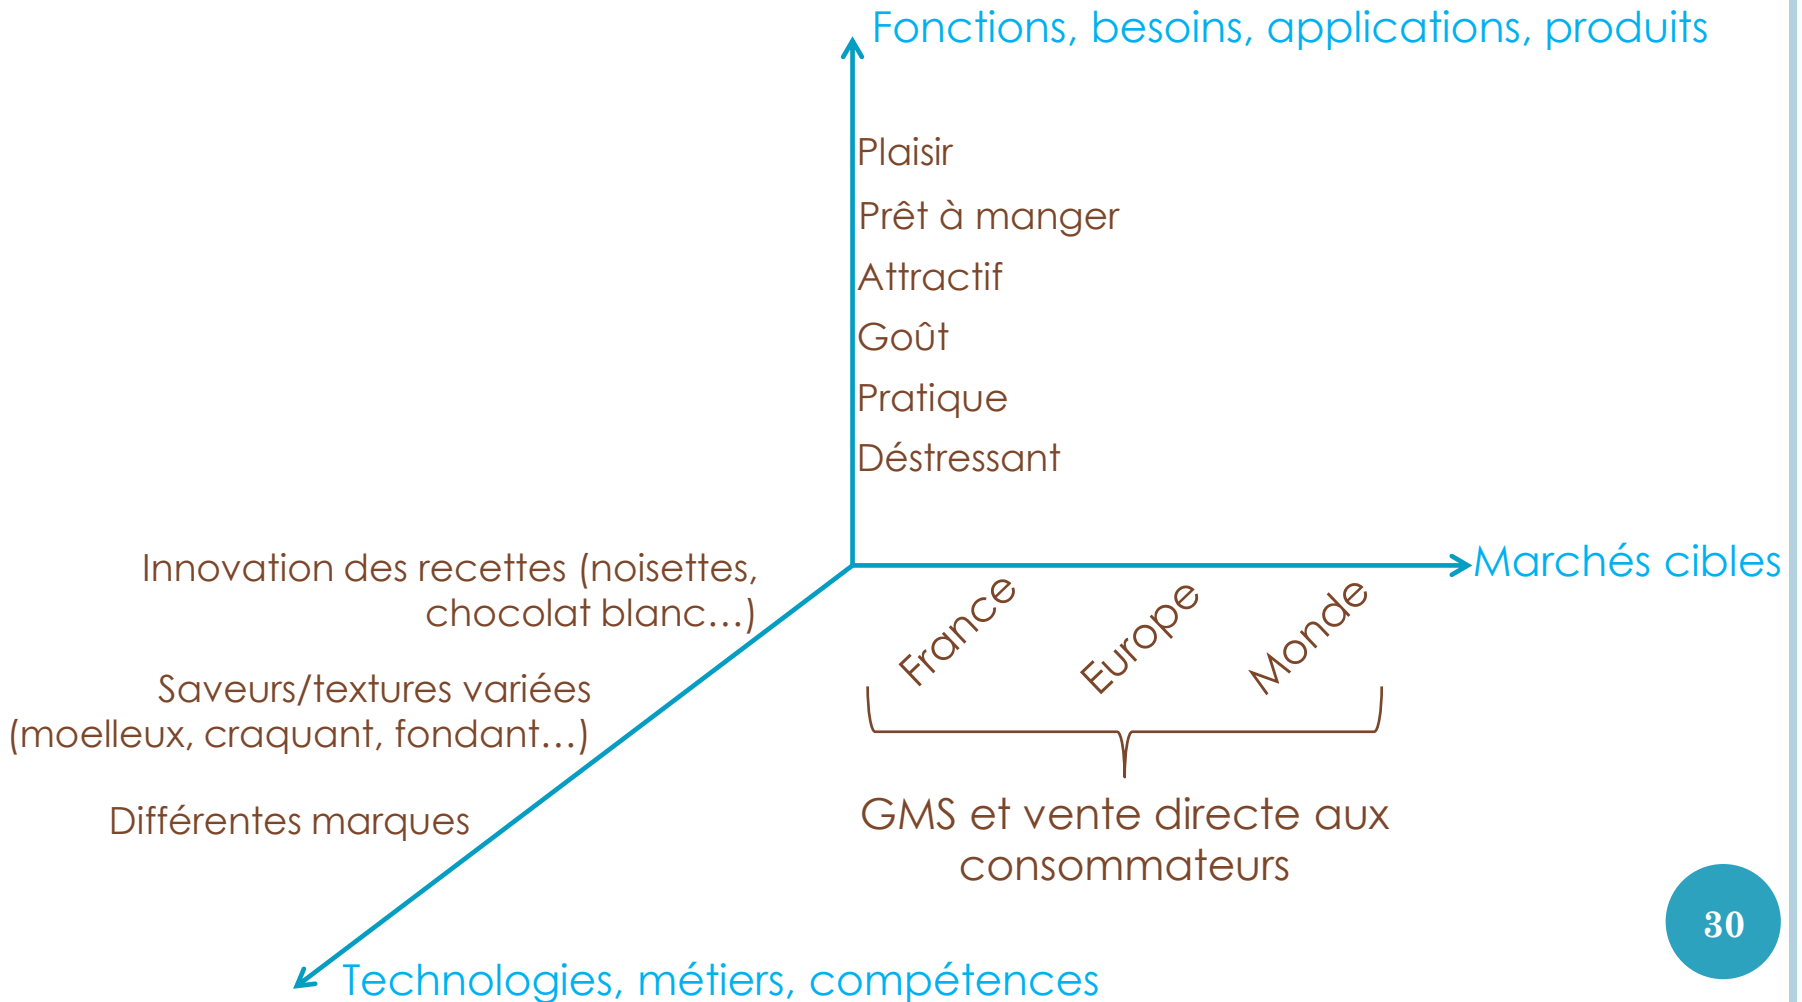 Fonctions, besoins, applications, produits
Plaisir
Prêt à manger
Attractif
Goût
Pratique
Déstressant
Marchés cibles
Innovation des recettes (noisettes,
chocolat blanc...)
Saveurs/textures variées
(moelleux, craquant, fondant...)
Différentes marques
France
Europe
Monde
GMS et vente directe aux
consommateurs
30
Technologies, métiers, compétences